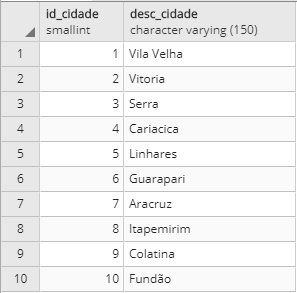 id_cidade desc_cidade
smallint character varying (150)
1 1 Vila Velha
2 2 Vitoria
3 3 Serra
4 4 Cariacica
5 5 Linhares
6 6 Guarapari
7 7 Aracruz
8 8 Itapemirim
9 9 Colatina
10 10 Fundão